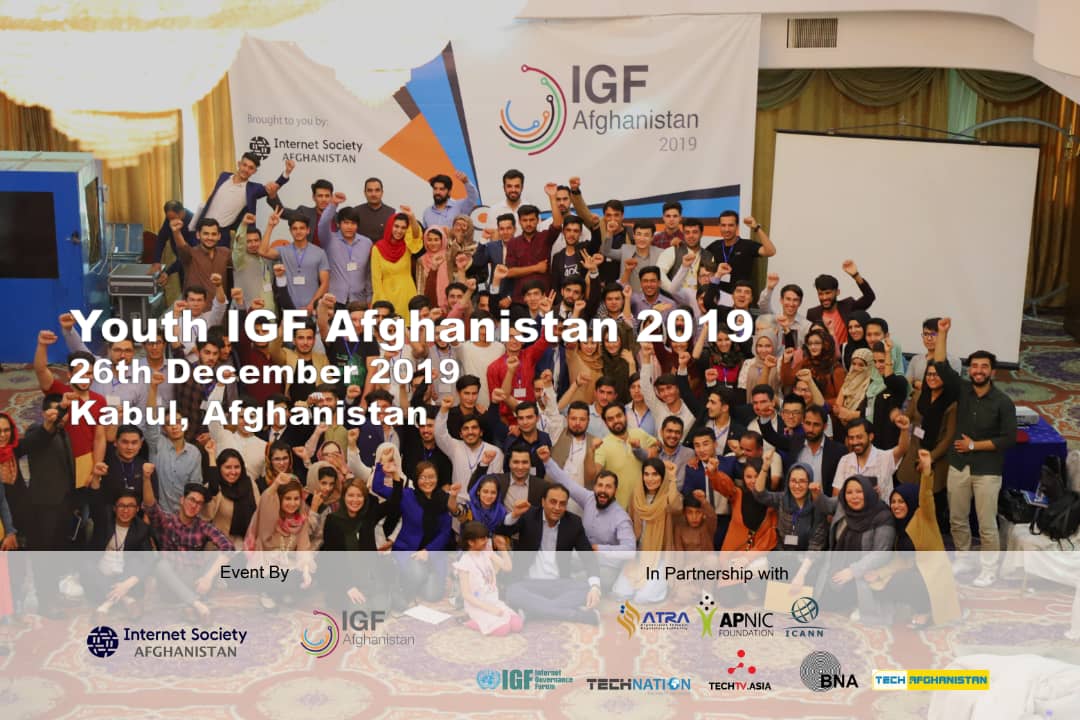 IGF
Afghanistan
2019
Brought to you by:
Internet Society
AFGHANISTAN
Youth IGF Afghanistan 2019
26th December 2019
Kabul, Afghanistan
Event By
In Partnership with
Internet Society
AFGHANISTAN
IGF
Afghanistan
ATRA
APNIC
FOUNDATION
ICANN
IGF
Internet
Governance
Forum
TECHNATION
TECHTV.ASIA
BNA
TECH AFGHANISTAN